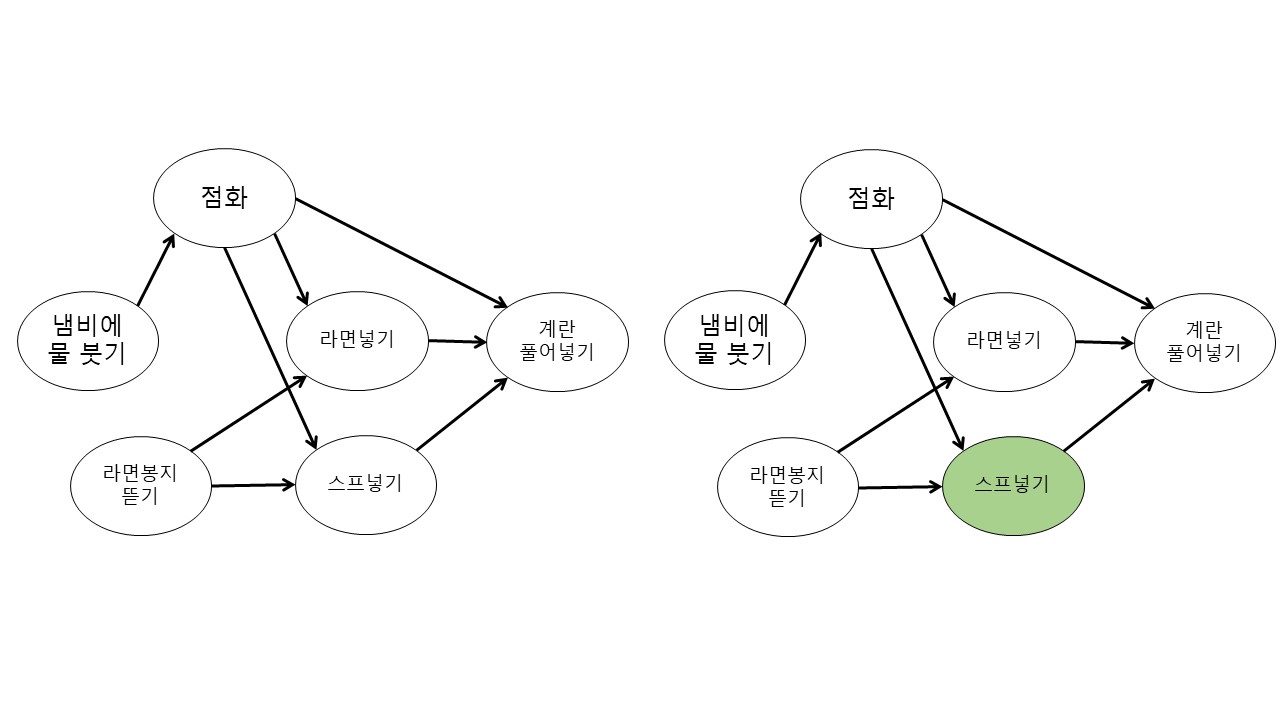 점화
냄비에
물 붓기
라면넣기
계란
풀어넣기
라면봉지
뜯기
스프넣기
점화
냄비에
물 붓기
라면넣기
계란
풀어넣기
라면봉지
뜯기
스프넣기